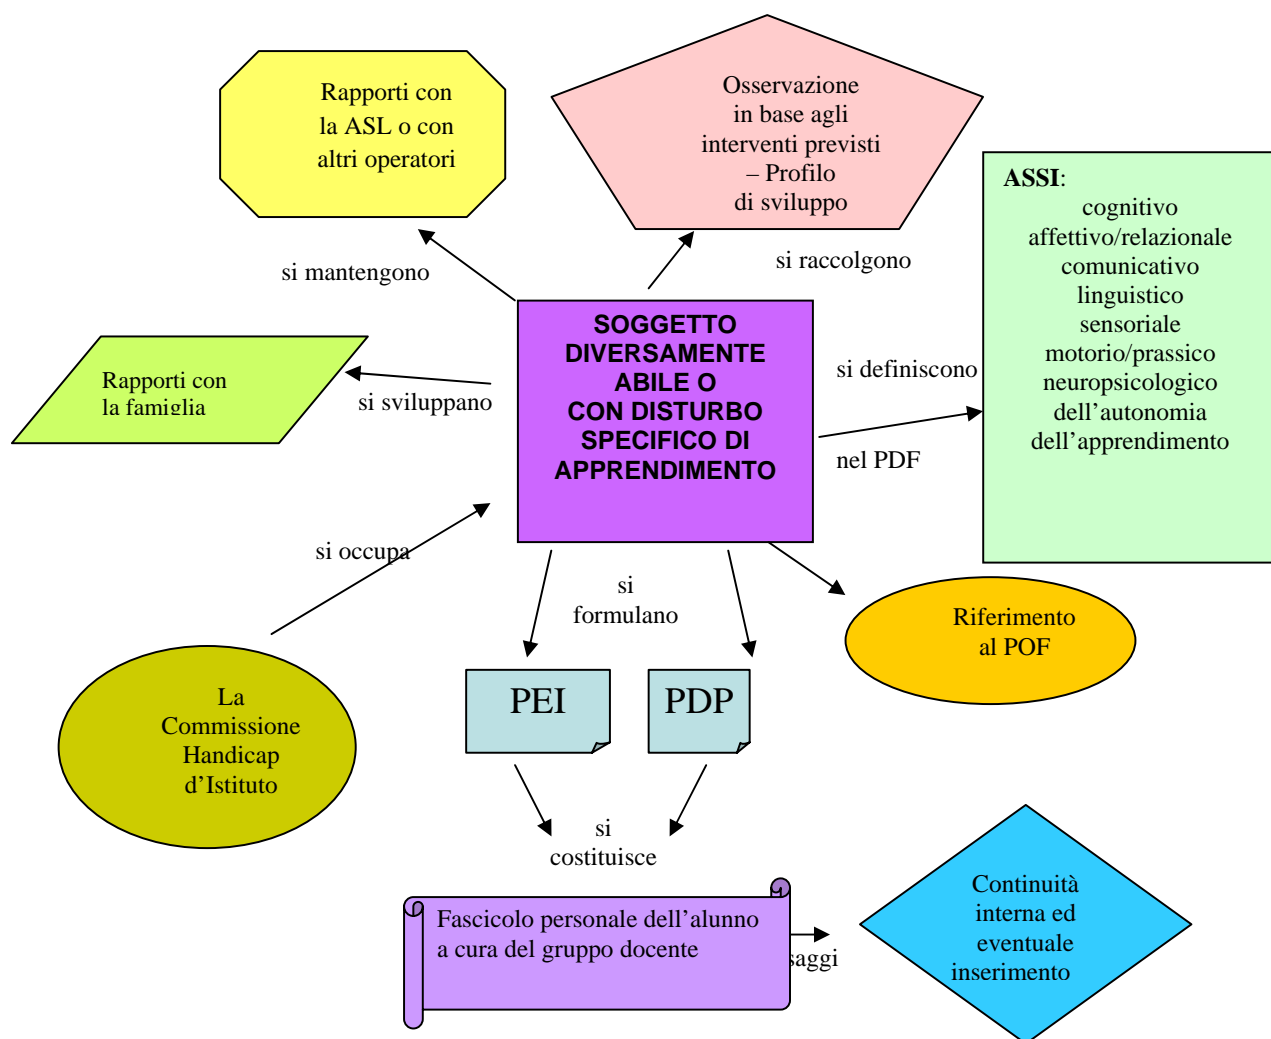 Rapporti con
la ASL o con
altri operatori
Osservazione
in base agli
interventi previsti
– Profilo
di sviluppo
ASSI:
cognitivo
affettivo/relazionale
comunicativo
linguistico
sensoriale
motorio/prassico
neuropsicologico
dell’autonomia
dell’apprendimento
si mantengono
si raccolgono
SOGGETTO
DIVERSAMENTE
ABILE O
CON DISTURBO
SPECIFICO DI
APPRENDIMENTO
Rapporti con
la famiglia
si sviluppano
si definiscono
nel PDF
si occupa
si
formulano
Riferimento
al POF
La
Commissione
Handicap
d’Istituto
PEI
PDP
si
costituisce
Fascicolo personale dell’alunno
a cura del gruppo docente
saggi
Continuità
interna ed
eventuale
inserimento